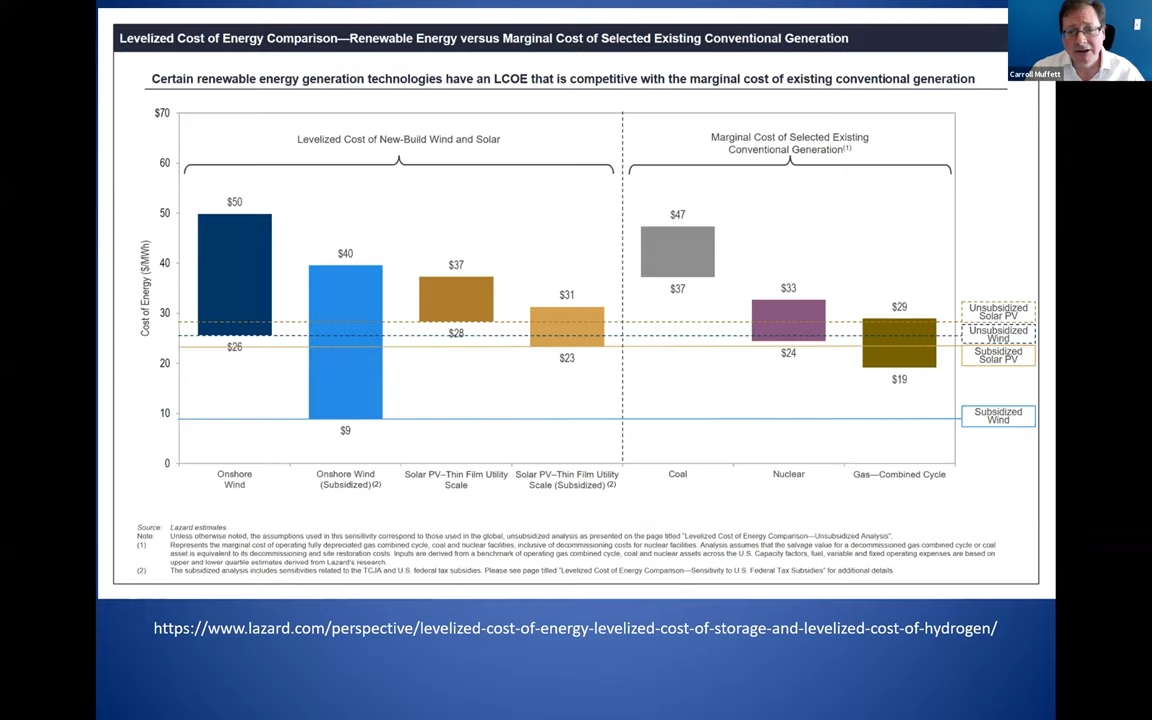 Levelized Cost of Energy Comparison—Renewable Energy versus Marginal Cost of Selected Existing Conventional Generation
Carroll Muffett
Certain renewable energy generation technologies have an LCOE that is competitive with the marginal cost of existing conventional generation
$70
60
50
40
30
20
10
0
Cost of Energy ($/MWh)
Levelized Cost of New-Build Wind and Solar
Marginal Cost of Selected Existing
Conventional Generation(1)
$50
$26
$40
$9
$37
$28
$31
$23
$47
$37
$33
$24
$29
$19
Unsubsidized
Solar PV
Unsubsidized
Wind
Subsidized
Solar PV
Subsidized
Wind
Onshore
Wind
Onshore Wind
(Subsidized)(2)
Solar PV–Thin Film Utility
Scale
Solar PV–Thin Film Utility
Scale (Subsidized)(2)
Coal
Nuclear
Gas—Combined Cycle
Source: Lazard estimates.
Note: Unless otherwise noted, the assumptions used in this sensitivity correspond to those used in the global, unsubsidized analysis as presented on the page titled "Levelized Cost of Energy Comparison—Unsubsidized Analysis".
(1) Represents the marginal cost of operating fully depreciated gas combined cycle, coal and nuclear facilities, inclusive of decommissioning costs for nuclear facilities. Analysis assumes that the salvage value for a decommissioned gas combined cycle or coal
asset is equivalent to its decommissioning and site restoration costs. Inputs are derived from a benchmark of operating gas combined cycle, coal and nuclear assets across the U.S. Capacity factors, fuel, variable and fixed operating expenses are based on
upper and lower quartile estimates derived from Lazard's research.
(2) The subsidized analysis includes sensitivities related to the TCJA and U.S. federal tax subsidies. Please see page titled "Levelized Cost of Energy Comparison—Sensitivity to U.S. Federal Tax Subsidies" for additional details.
https://www.lazard.com/perspective/levelized-cost-of-energy-levelized-cost-of-storage-and-levelized-cost-of-hydrogen/